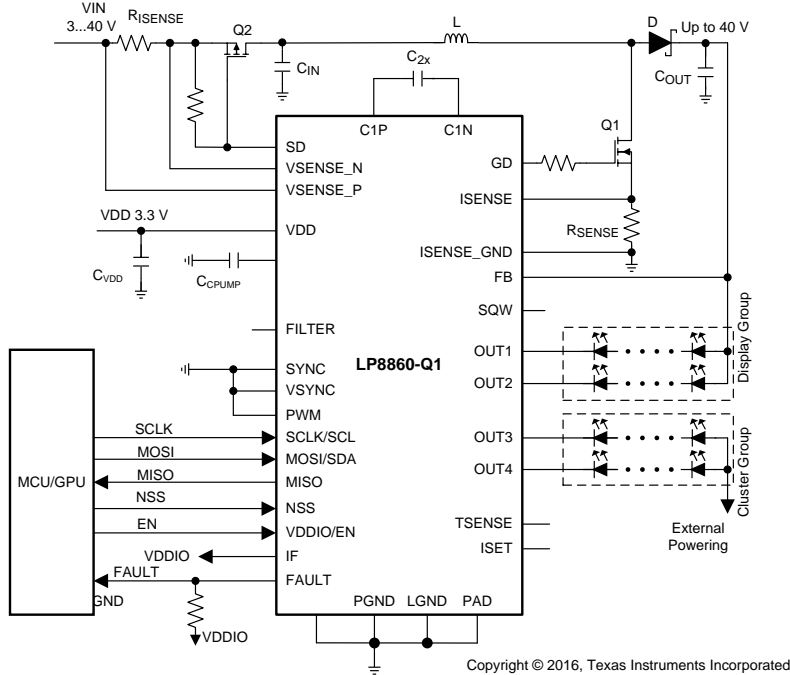 VIN
3...40 V
RISENSE
Q2
L
D
Up to 40 V
CIN
C2x
COUT
C1P
C1N
Q1
SD
VSENSE_N
VSENSE_P
GD
ISENSE
RSENSE
VDD 3.3 V
VDD
ISENSE_GND
CVDD
CCPUMP
FB
SQW
FILTER
LP8860-Q1
OUT1
OUT2
Display Group
SYNC
VSYNC
PWM
OUT3
OUT4
Cluster Group
MCU/GPU
SCLK
SCLK/SCL
MOSI
MOSI/SDA
MISO
MISO
NSS
NSS
EN
VDDIO/EN
TSENSE
ISET
External
Powering
VDDIO
IF
FAULT
FAULT
GND
VDDIO
PGND
LGND
PAD
Copyright © 2016, Texas Instruments Incorporated